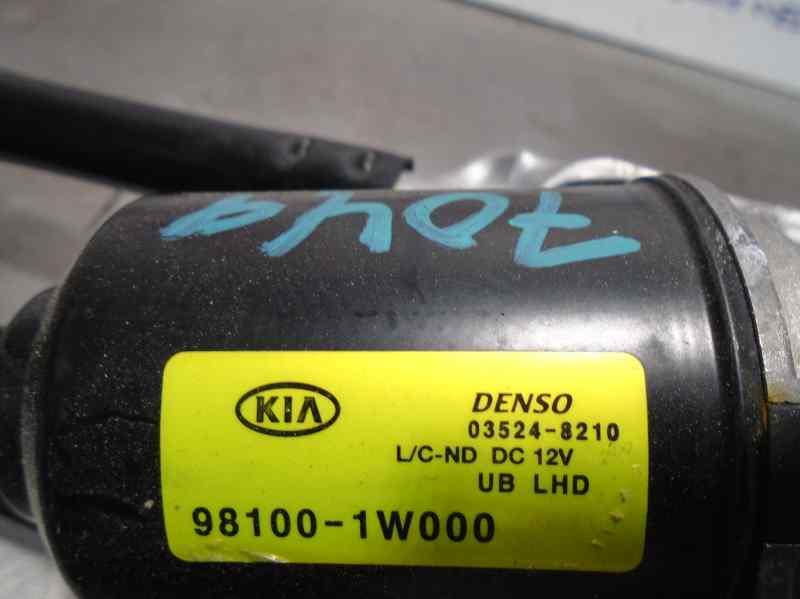 7049
KIA
DENSO
03524-8210
L/C-ND DC 12V
UB LHD
98100-1W000